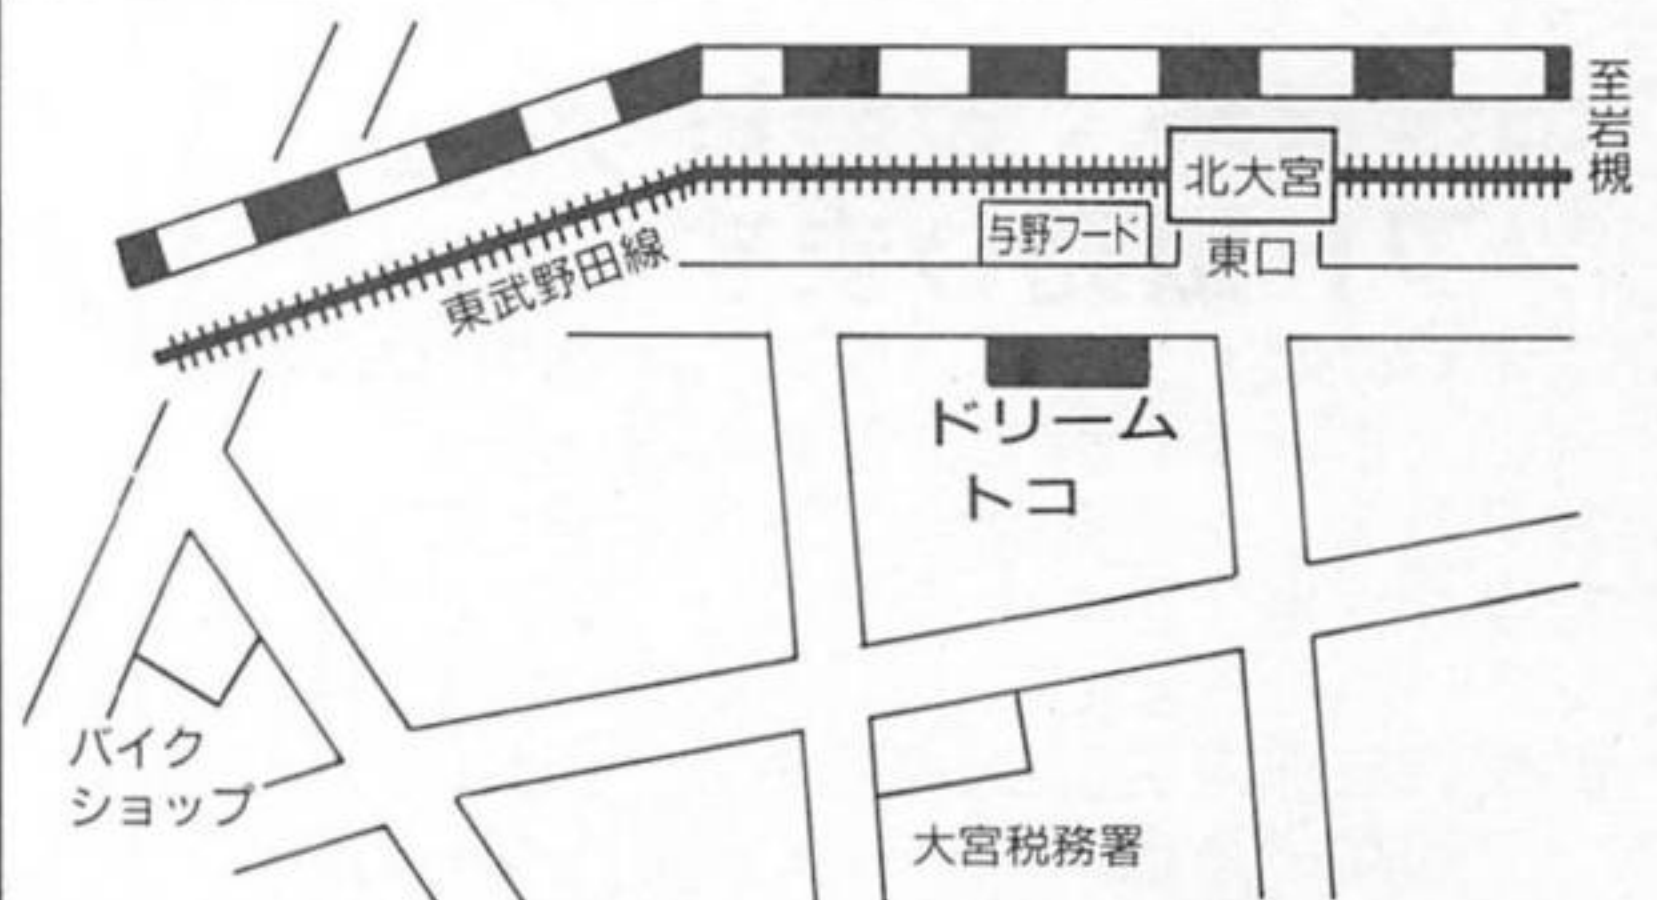 至岩槻
北大宮
与野フード
東口
東武野田線
ドリーム
トコ
バイク
ショップ
大宮税務署